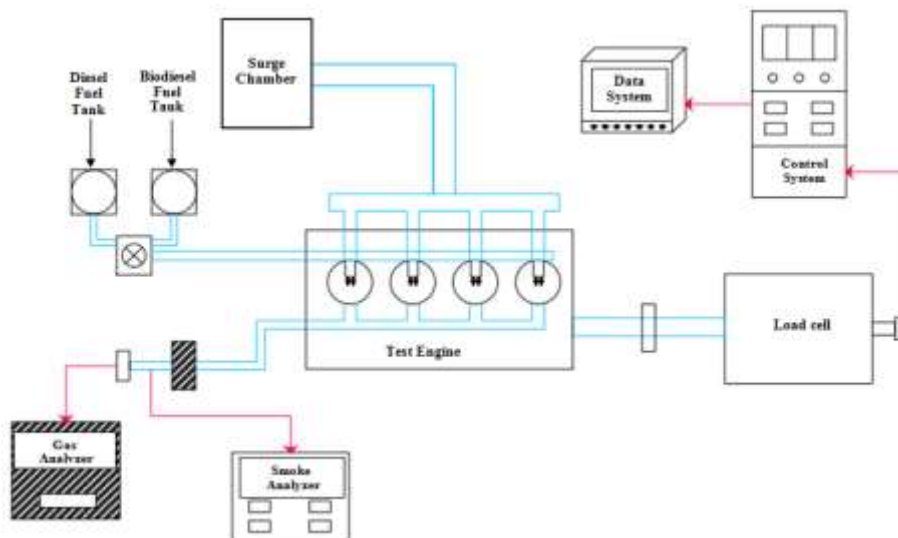 Surge
Chamber
Diesel
Fuel
Tank
Biodiesel
Fuel
Tank
Data
System
Control
System
Test Engine
Load cell
Gas
Analyzer
Smoke
Analyzer